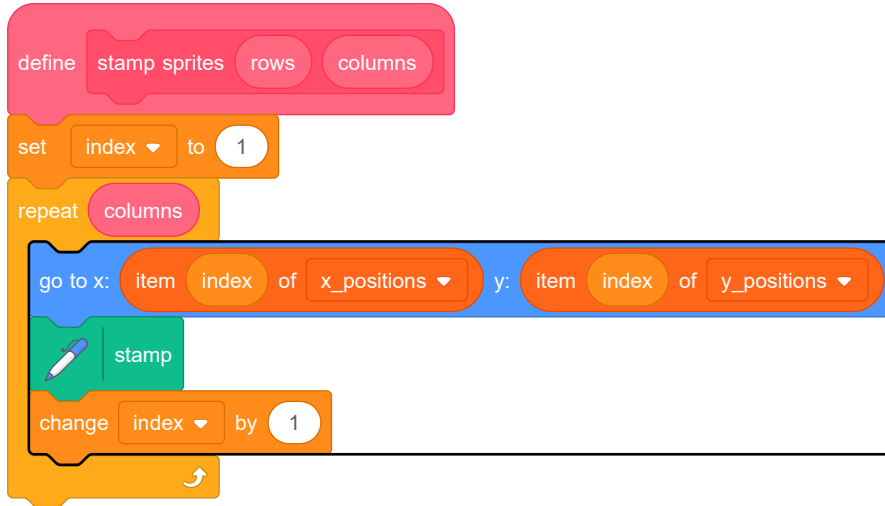 define stamp sprites rows columns
set index to 1
repeat columns
go to x: item index of x_positions y: item index of y_positions
stamp
change index by 1